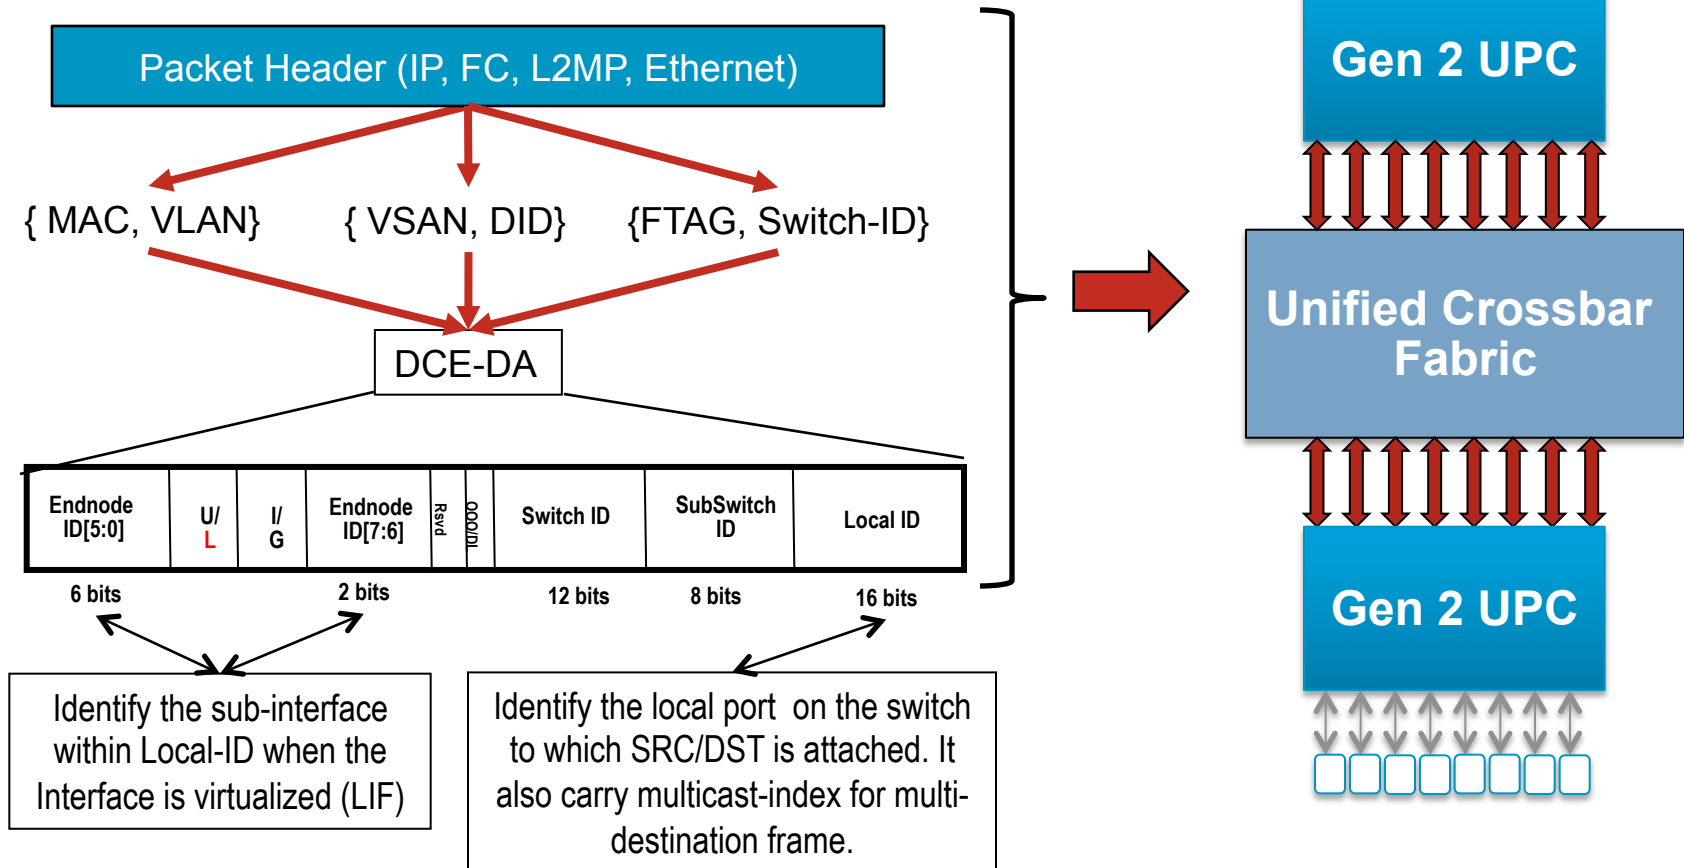 Packet Header (IP, FC, L2MP, Ethernet)
{ MAC, VLAN}
{ VSAN, DID}
{FTAG, Switch-ID}
DCE-DA
Endnode
ID[5:0]
U/
L
I/
G
Endnode
ID[7:6]
Rsvd
OOO/DL
Switch ID
SubSwitch
ID
Local ID
6 bits
2 bits
12 bits
8 bits
16 bits
Identify the sub-interface
within Local-ID when the
Interface is virtualized (LIF)
Identify the local port on the switch
to which SRC/DST is attached. It
also carry multicast-index for multi-
destination frame.
Gen 2 UPC
Unified Crossbar
Fabric
Gen 2 UPC